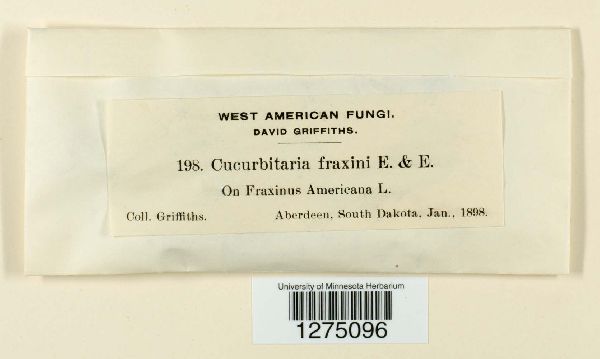 WEST AMERICAN FUNGI.
DAVID GRIFFITHS.
198. Cucurbitaria fraxini E. & E.
On Fraxinus Americana L.
Coll. Griffiths. Aberdeen, South Dakota, Jan., 1898.
University of Minnesota Herbarium
1275096